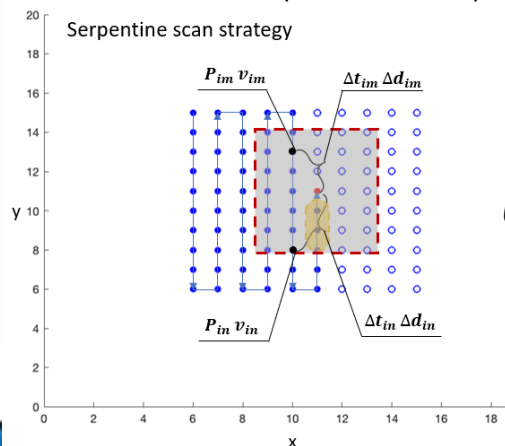 Serpentine scan strategy
20
18
16
14
12
10
8
6
4
2
0
y
P_im v_im
Δt_im Δd_im
P_in v_in
Δt_in Δd_in
0 2 4 6 8 10 12 14 16 18
x